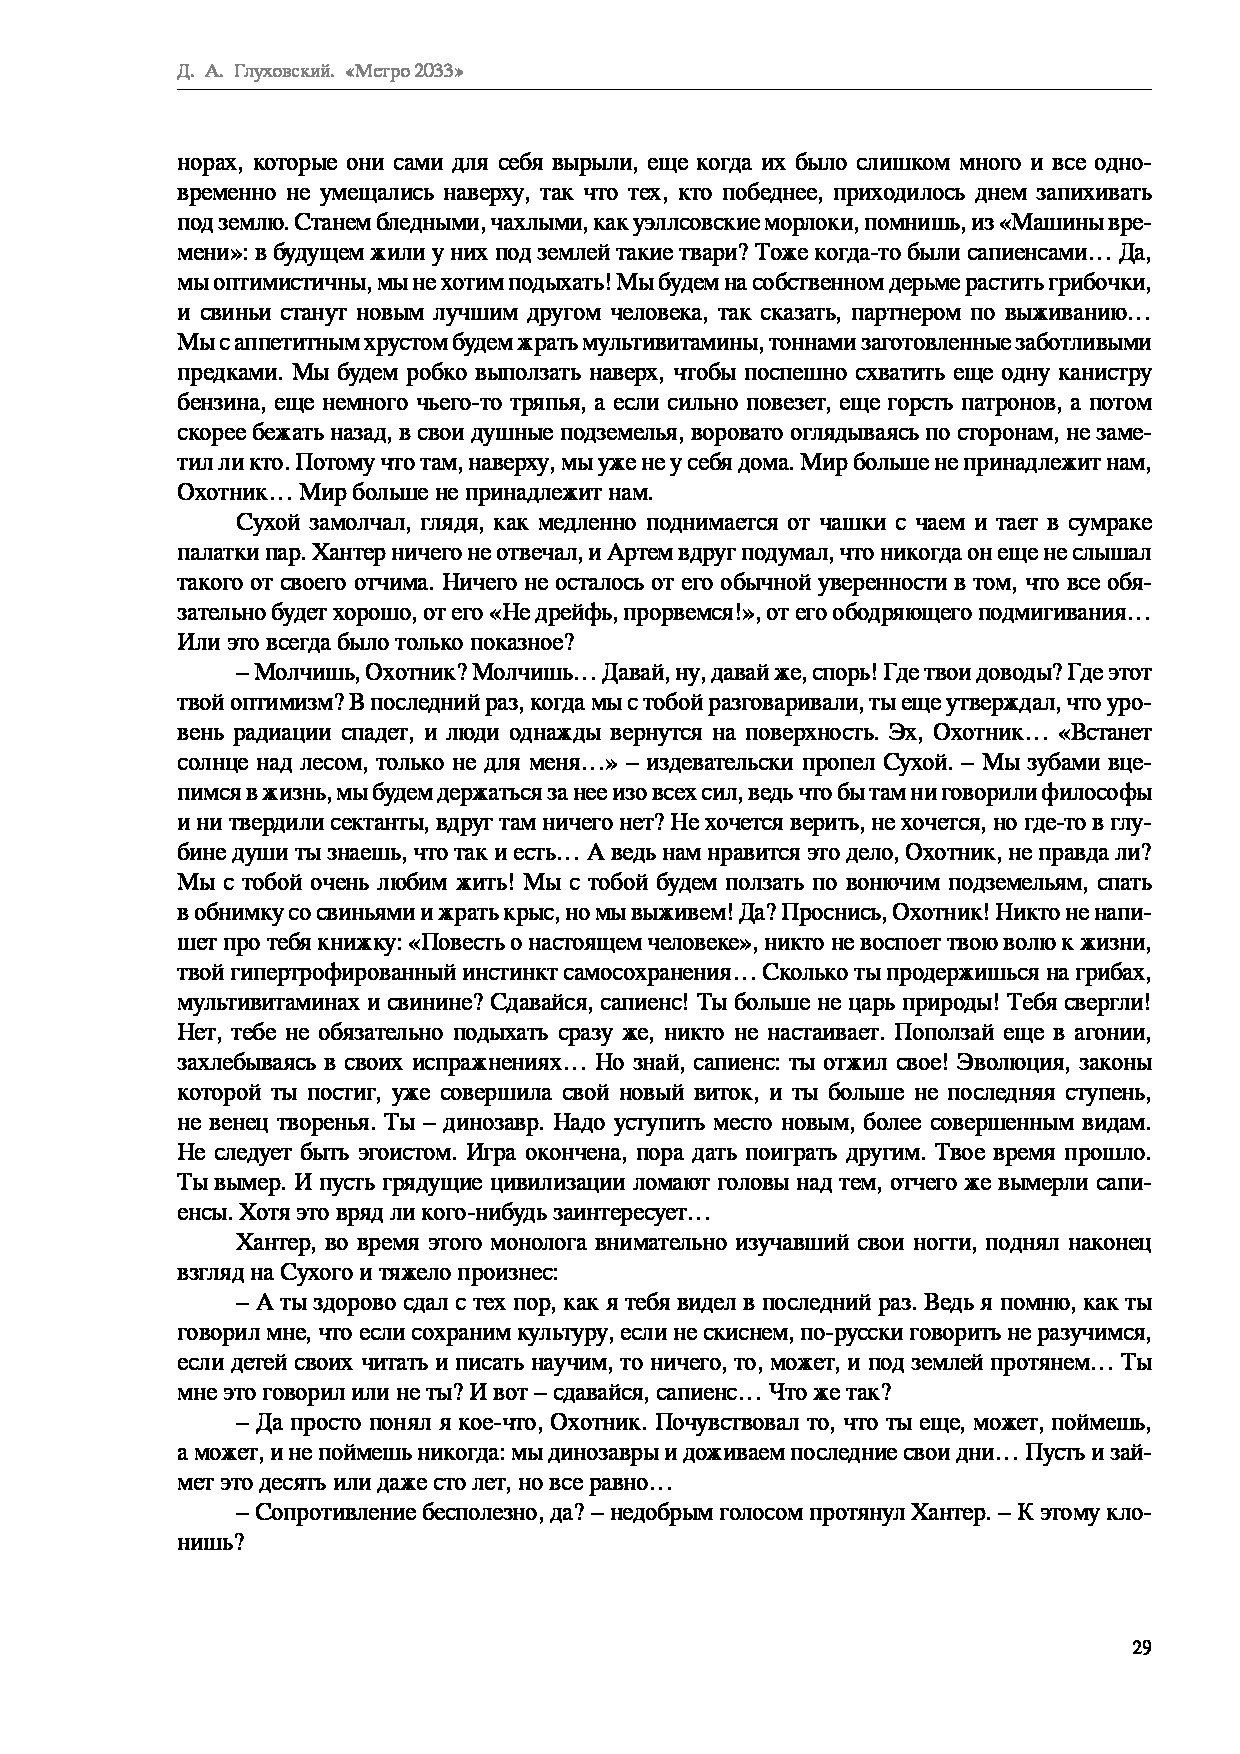 Д. А. Глуховский. «Метро 2033»
норах, которые они сами для себя вырыли, еще когда их было слишком много и все одно-
временно не умещались наверху, так что тех, кто победнее, приходилось днем запихивать
под землю. Станем бледными, чахлыми, как уэллсовские морлоки, помнишь, из «Машины вре-
мени»: в будущем жили у них под землей такие твари? Тоже когда-то были сапиенсами… Да,
мы оптимистичны, мы не хотим подыхать! Мы будем на собственном дерьме растить грибочки,
и свиньи станут новым лучшим другом человека, так сказать, партнером по выживанию…
Мы с аппетитным хрустом будем жрать мультивитамины, тоннами заготовленные заботливыми
предками. Мы будем робко выползать наверх, чтобы поспешно схватить еще одну канистру
бензина, еще немного чьего-то тряпья, а если сильно повезет, еще горсть патронов, а потом
скорее бежать назад, в свои душные подземелья, воровато оглядываясь по сторонам, не заме-
тил ли кто. Потому что там, наверху, мы уже не у себя дома. Мир больше не принадлежит нам,
Охотник… Мир больше не принадлежит нам.
Сухой замолчал, глядя, как медленно поднимается от чашки с чаем и тает в сумраке
палатки пар. Хантер ничего не отвечал, и Артем вдруг подумал, что никогда он еще не слышал
такого от своего отчима. Ничего не осталось от его обычной уверенности в том, что все обя-
зательно будет хорошо, от его «Не дрейфь, прорвемся!», от его ободряющего подмигивания…
Или это всегда было только показное?
– Молчишь, Охотник? Молчишь… Давай, ну, давай же, спорь! Где твои доводы? Где этот
твой оптимизм? В последний раз, когда мы с тобой разговаривали, ты еще утверждал, что уро-
вень радиации спадет, и люди однажды вернутся на поверхность. Эх, Охотник… «Встанет
солнце над лесом, только не для меня…» – издевательски пропел Сухой. – Мы зубами вце-
пимся в жизнь, мы будем держаться за нее изо всех сил, ведь что бы там ни говорили философы
и ни твердили сектанты, вдруг там ничего нет? Не хочется верить, не хочется, но где-то в глу-
бине души ты знаешь, что так и есть… А ведь нам нравится это дело, Охотник, не правда ли?
Мы с тобой очень любим жить! Мы с тобой будем ползать по вонючим подземельям, спать
в обнимку со свиньями и жрать крыс, но мы выживем! Да? Проснись, Охотник! Никто не напи-
шет про тебя книжку: «Повесть о настоящем человеке», никто не воспоет твою волю к жизни,
твой гипертрофированный инстинкт самосохранения… Сколько ты продержишься на грибах,
мультивитаминах и свинине? Сдавайся, сапиенс! Ты больше не царь природы! Тебя свергли!
Нет, тебе не обязательно подыхать сразу же, никто не настаивает. Поползай еще в агонии,
захлебываясь в своих испражнениях… Но знай, сапиенс: ты отжил свое! Эволюция, законы
которой ты постиг, уже совершила свой новый виток, и ты больше не последняя ступень,
не венец творенья. Ты – динозавр. Надо уступить место новым, более совершенным видам.
Не следует быть эгоистом. Игра окончена, пора дать поиграть другим. Твое время прошло.
Ты вымер. И пусть грядущие цивилизации ломают головы над тем, отчего же вымерли сапи-
енсы. Хотя это вряд ли кого-нибудь заинтересует…
Хантер, во время этого монолога внимательно изучавший свои ногти, поднял наконец
взгляд на Сухого и тяжело произнес:
– А ты здорово сдал с тех пор, как я тебя видел в последний раз. Ведь я помню, как ты
говорил мне, что если сохраним культуру, если не скиснем, по-русски говорить не разучимся,
если детей своих читать и писать научим, то ничего, то, может, и под землей протянем… Ты
мне это говорил или не ты? И вот – сдавайся, сапиенс… Что же так?
– Да просто понял я кое-что, Охотник. Почувствовал то, что ты еще, может, поймешь,
а может, и не поймешь никогда: мы динозавры и доживаем последние свои дни… Пусть и зай-
мет это десять или даже сто лет, но все равно…
– Сопротивление бесполезно, да? – недобрым голосом протянул Хантер. – К этому кло-
нишь?
29